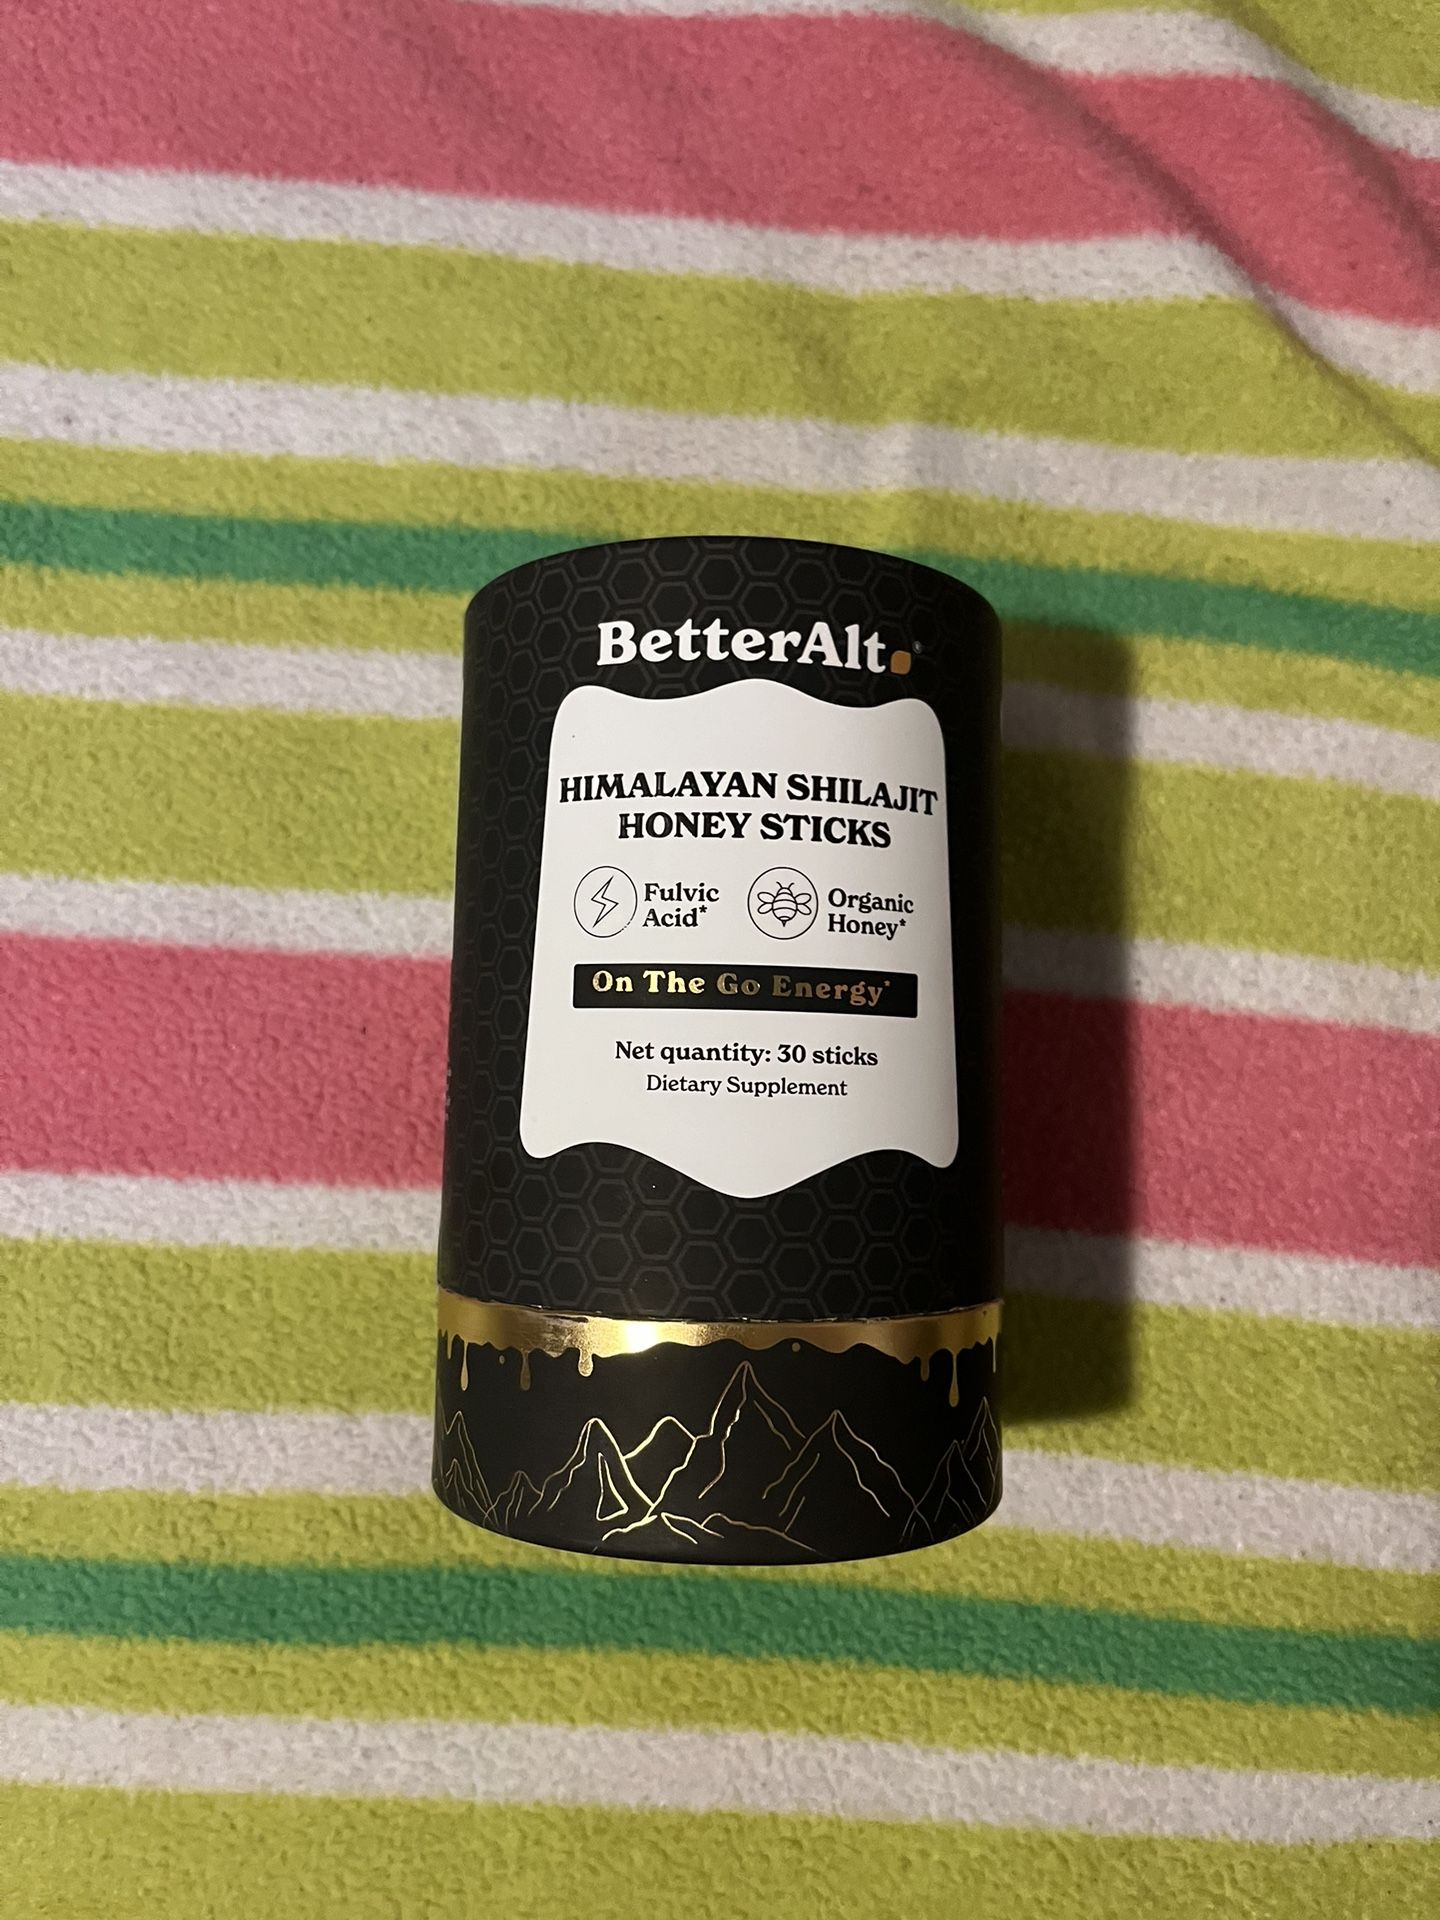 BetterAlt. ®
HIMALAYAN SHILAJIT
HONEY STICKS
Fulvic
Acid*
Organic
Honey*
On The Go Energy*
Net quantity: 30 sticks
Dietary Supplement